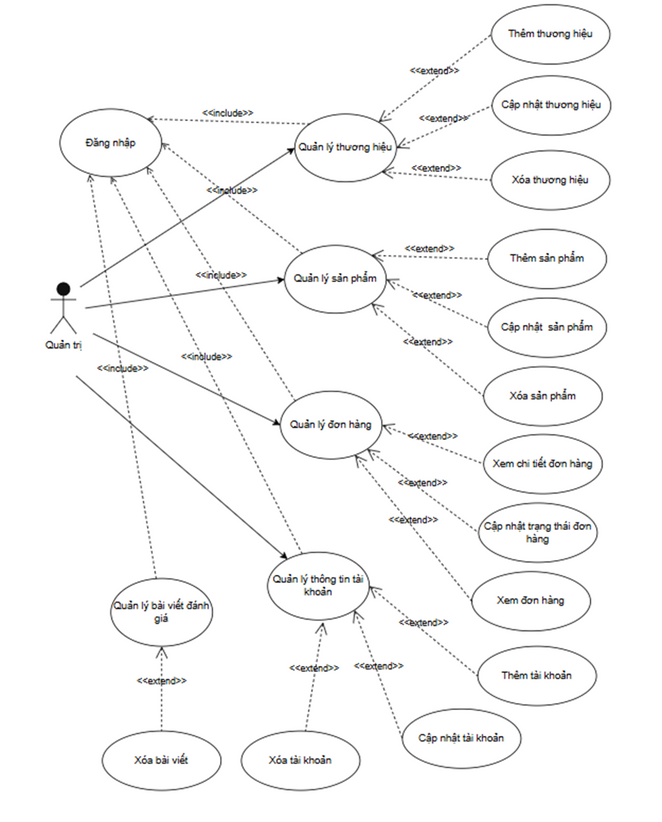 Thêm thương hiệu
<<extend>>
Cập nhật thương hiệu
<<include>>
<<extend>>
Đăng nhập
Quản lý thương hiệu
<<extend>>
Xóa thương hiệu
<<include>>
<<extend>>
Thêm sản phẩm
<<include>>
Quản lý sản phẩm
<<extend>>
Cập nhật sản phẩm
Quản trị
<<extend>>
<<include>>
<<include>>
Xóa sản phẩm
Quản lý đơn hàng
<<extend>>
Xem chi tiết đơn hàng
<<extend>>
<<extend>>
Cập nhật trạng thái đơn
hàng
Quản lý thông tin tài
khoản
Xem đơn hàng
Quản lý bài viết đánh
giá
<<extend>>
Thêm tài khoản
<<extend>>
<<extend>>
<<extend>>
Cập nhật tài khoản
Xóa bài viết
Xóa tài khoản